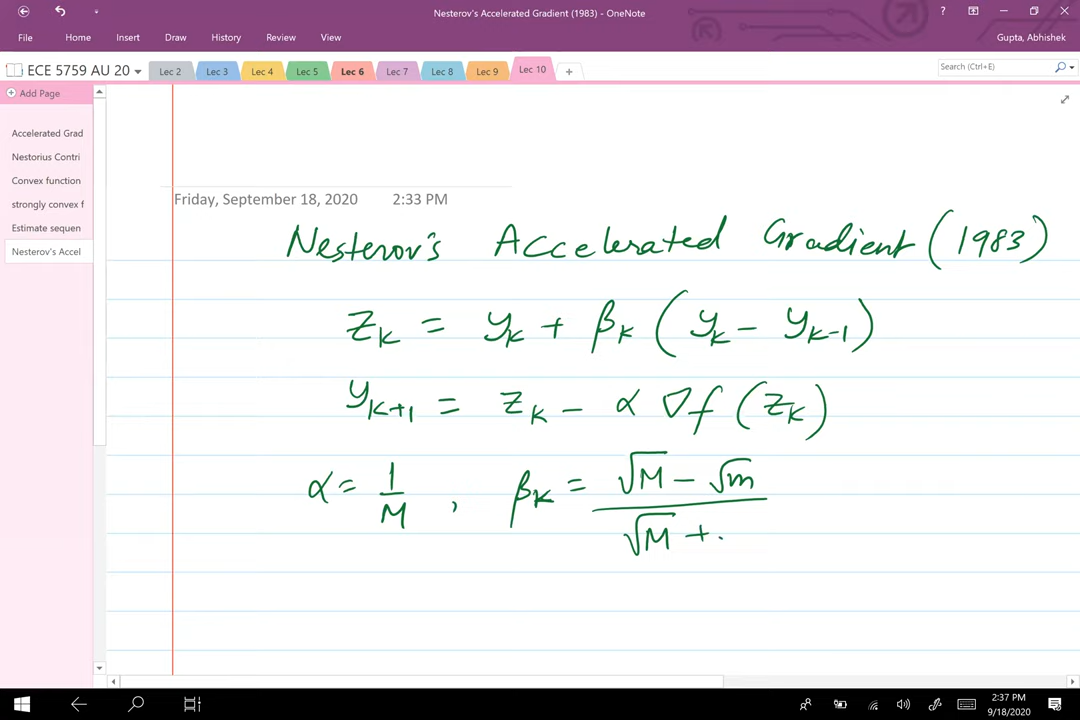 Nesterov's Accelerated Gradient (1983) - OneNote
File Home Insert Draw History Review View
Gupta, Abhishek
ECE 5759 AU 20
Lec 2 Lec 3 Lec 4 Lec 5 Lec 6 Lec 7 Lec 8 Lec 9 Lec 10
Search (Ctrl+E)
Add Page
Accelerated Grad
Nestorius Contri
Convex function
strongly convex f
Estimate sequen
Nesterov's Accel
Friday, September 18, 2020 2:33 PM
Nesterov's Accelerated Gradient (1983)
z_k = y_k + β_k (y_k - y_{k-1})
y_{k+1} = z_k - α ∇f (z_k)
α = 1/M , β_k = (√M - √m)/(√M +
2:37 PM
9/18/2020